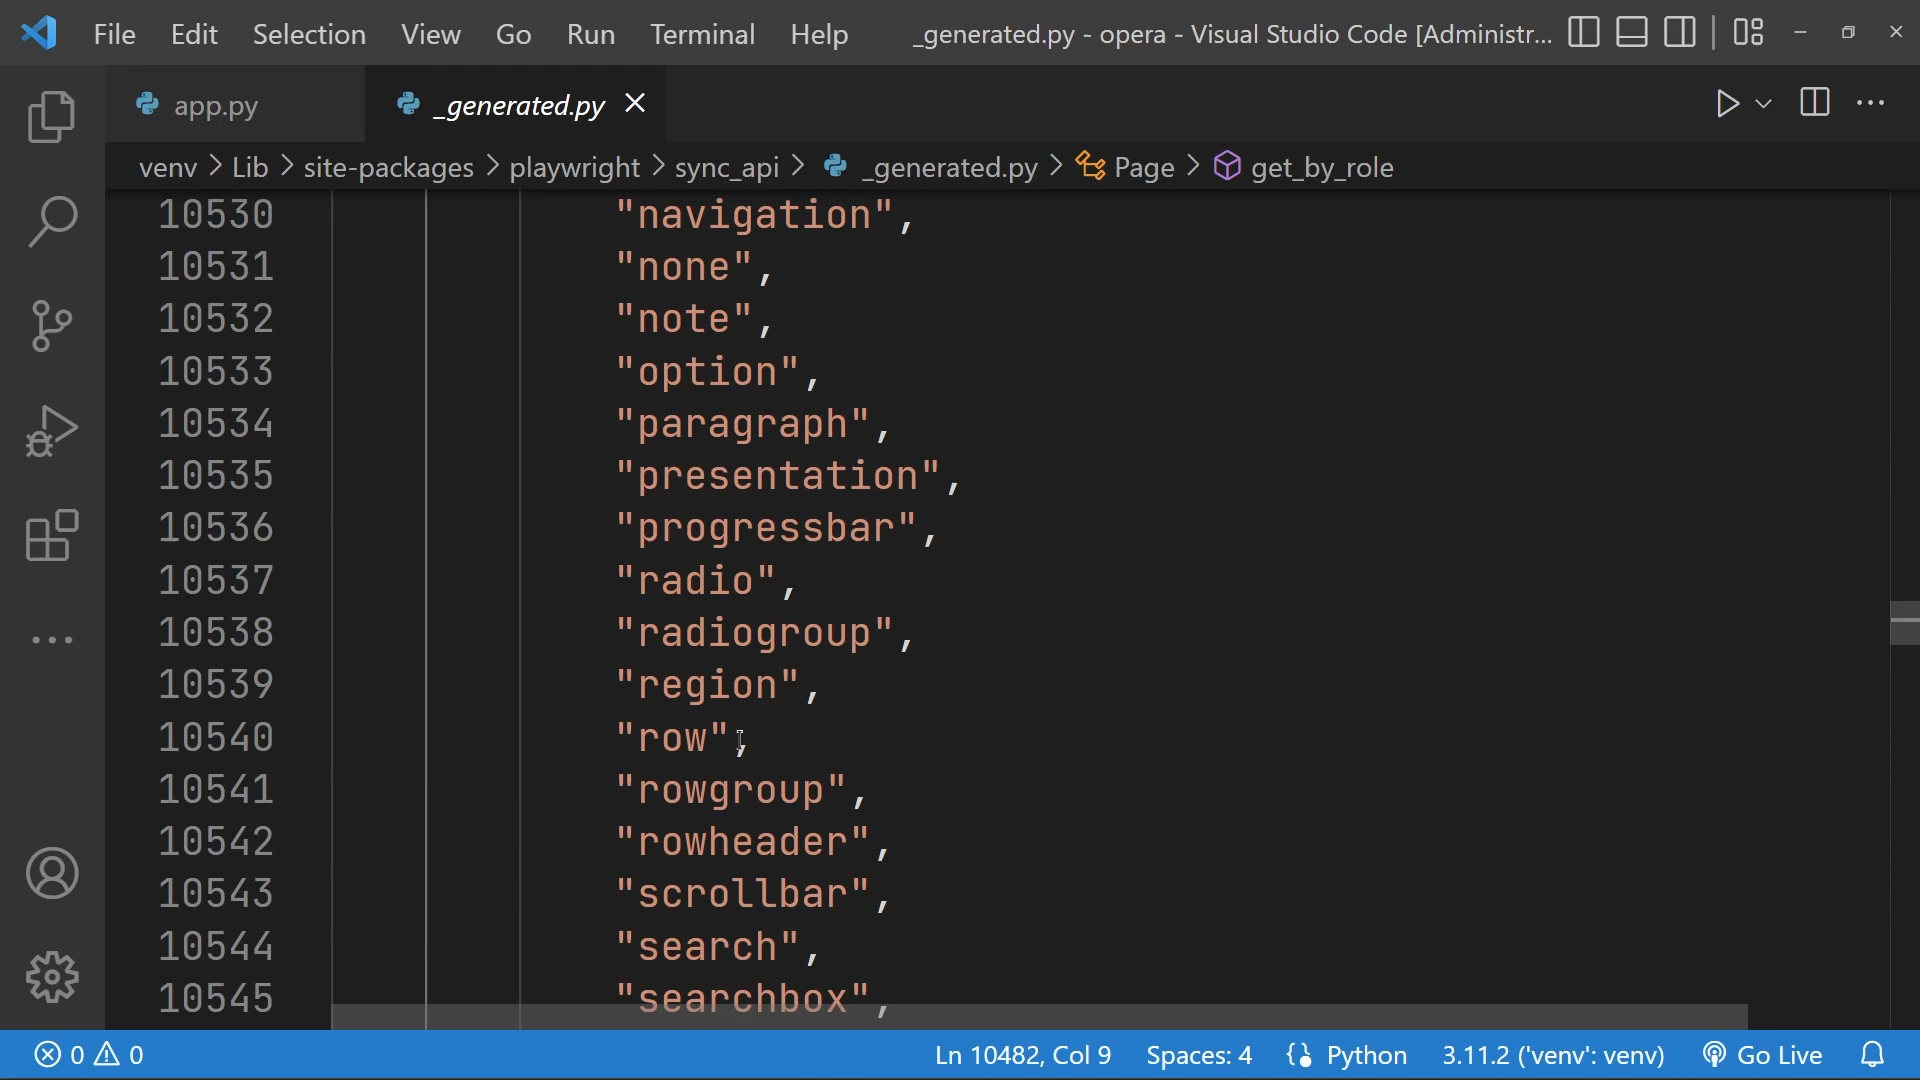 File Edit Selection View Go Run Terminal Help _generated.py - opera - Visual Studio Code [Administr...
app.py _generated.py
venv > Lib > site-packages > playwright > sync_api > _generated.py > Page > get_by_role
10530 "navigation",
10531 "none",
10532 "note",
10533 "option",
10534 "paragraph",
10535 "presentation",
10536 "progressbar",
10537 "radio",
10538 "radiogroup",
10539 "region",
10540 "row",
10541 "rowgroup",
10542 "rowheader",
10543 "scrollbar",
10544 "search",
10545 "searchbox",
0 0 Ln 10482, Col 9 Spaces: 4 Python 3.11.2 ('venv': venv) Go Live